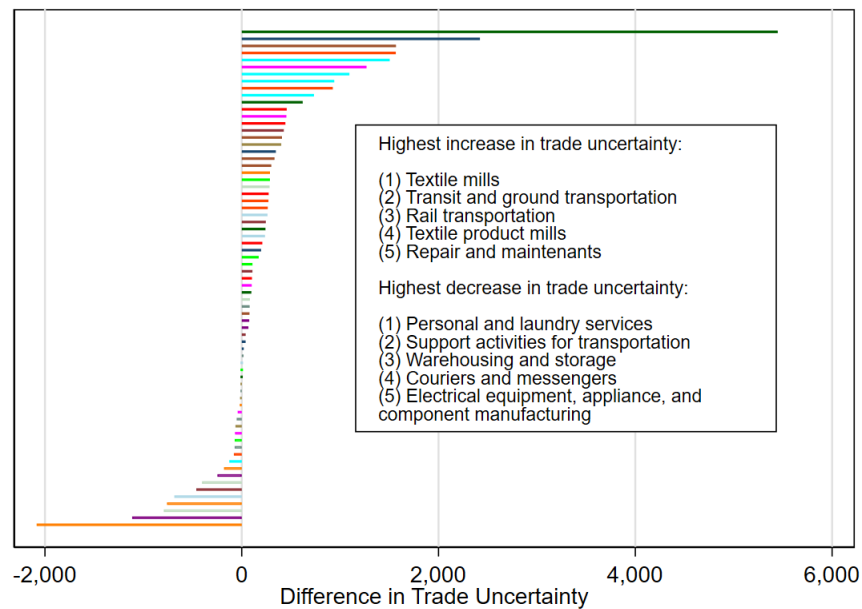 Highest increase in trade uncertainty:
(1) Textile mills
(2) Transit and ground transportation
(3) Rail transportation
(4) Textile product mills
(5) Repair and maintenants
Highest decrease in trade uncertainty:
(1) Personal and laundry services
(2) Support activities for transportation
(3) Warehousing and storage
(4) Couriers and messengers
(5) Electrical equipment, appliance, and
component manufacturing
-2,000 0 2,000 4,000 6,000
Difference in Trade Uncertainty